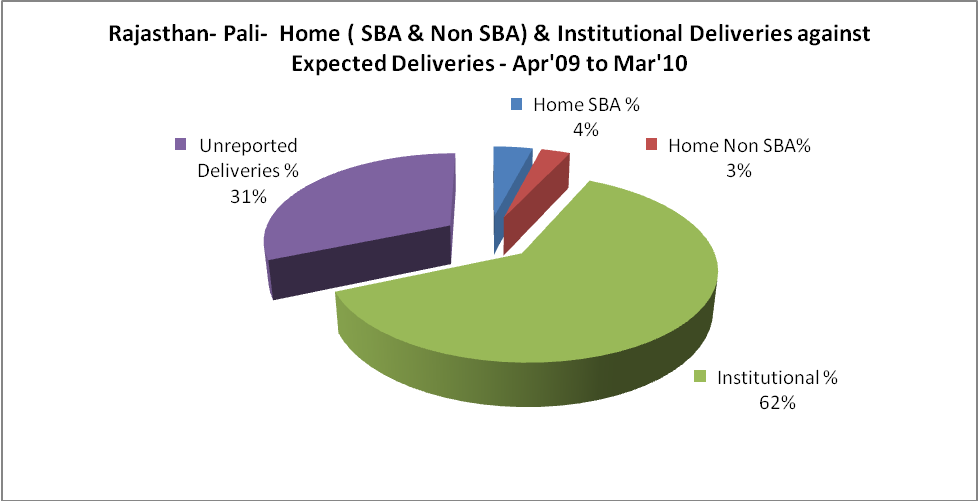 Rajasthan- Pali-  Home ( SBA & Non SBA) & Institutional Deliveries against
Expected Deliveries - Apr'09 to Mar'10
Home SBA %
4%
Home Non SBA%
3%
Unreported
Deliveries %
31%
Institutional %
62%